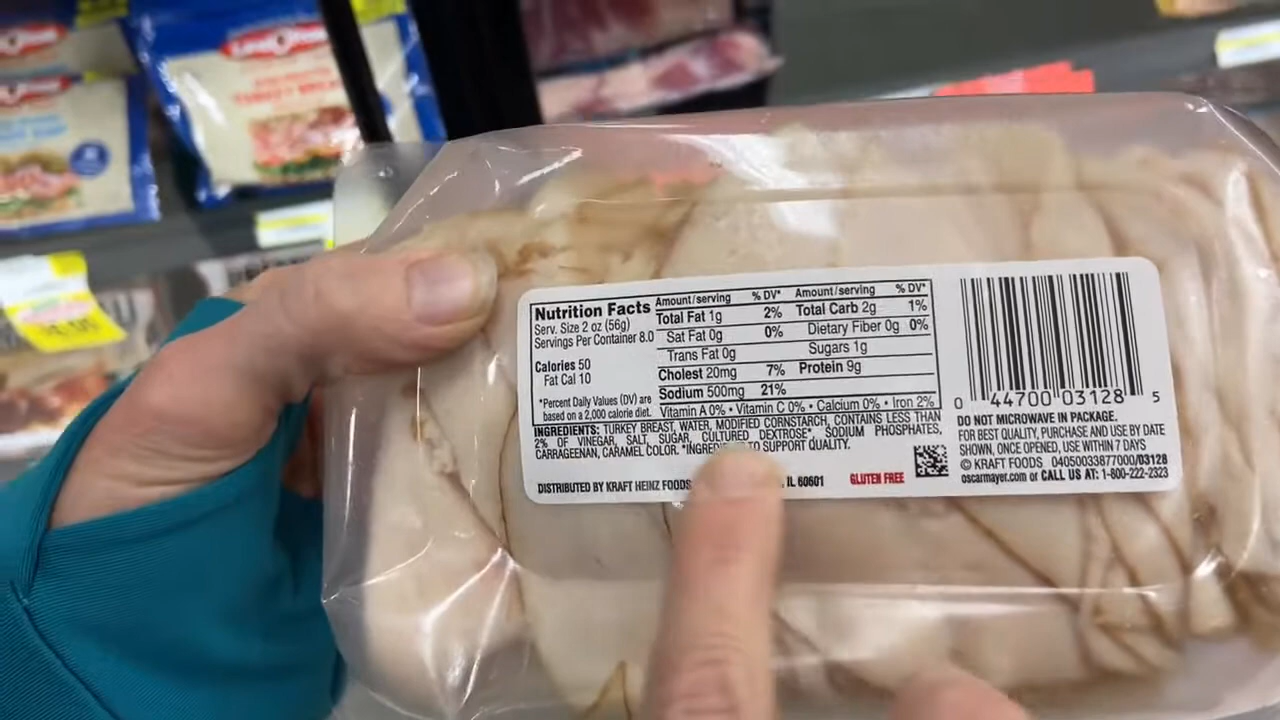 Nutrition Facts
Serv. Size 2 oz (56g)
Servings Per Container 8.0
Calories 50
Fat Cal 10
*Percent Daily Values (DV) are
based on a 2,000 calorie diet.
Amount/serving % DV* Amount/serving % DV*
Total Fat 1g 2% Total Carb 2g 1%
Sat Fat 0g 0% Dietary Fiber 0g 0%
Trans Fat 0g Sugars 1g
Cholest 20mg 7% Protein 9g
Sodium 500mg 21%
Vitamin A 0% • Vitamin C 0% • Calcium 0% • Iron 2%
INGREDIENTS: TURKEY BREAST, WATER, MODIFIED CORNSTARCH, CONTAINS LESS THAN
2% OF VINEGAR, SALT, SUGAR, CULTURED DEXTROSE*, SODIUM PHOSPHATES,
CARRAGEENAN, CARAMEL COLOR. TO SUPPORT QUALITY.
DISTRIBUTED BY KRAFT HEINZ FOODS IL 60601
GLUTEN FREE
0 44700 03128 5
DO NOT MICROWAVE IN PACKAGE.
FOR BEST QUALITY, PURCHASE AND USE BY DATE
SHOWN, ONCE OPENED, USE WITHIN 7 DAYS
© KRAFT FOODS 04050033877000/03128
oscarmayer.com or CALL US AT: 1-800-222-2323